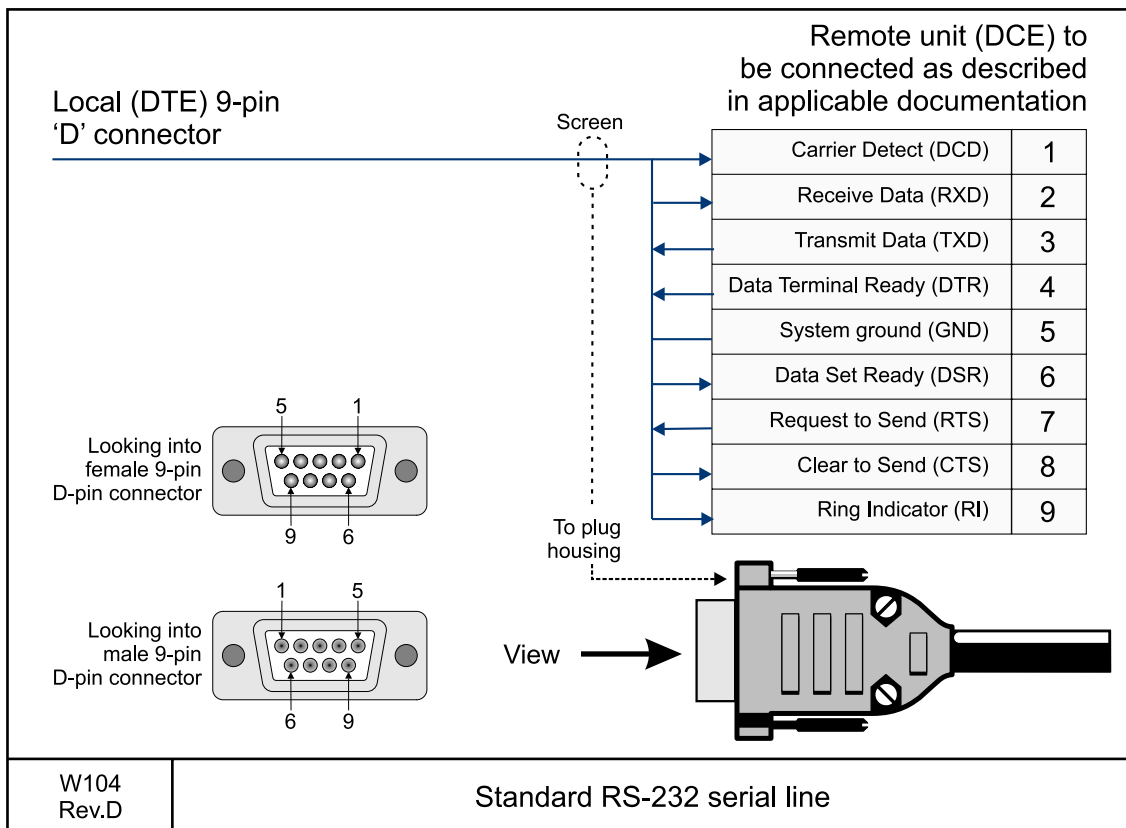 Remote unit (DCE) to
be connected as described
in applicable documentation
Local (DTE) 9-pin
‘D’ connector
Screen
Carrier Detect (DCD) 1
Receive Data (RXD) 2
Transmit Data (TXD) 3
Data Terminal Ready (DTR) 4
System ground (GND) 5
Data Set Ready (DSR) 6
Request to Send (RTS) 7
Clear to Send (CTS) 8
Ring Indicator (RI) 9
5 1
Looking into
female 9-pin
D-pin connector
9 6
To plug
housing
1 5
Looking into
male 9-pin
D-pin connector
6 9
View
W104
Rev.D
Standard RS-232 serial line